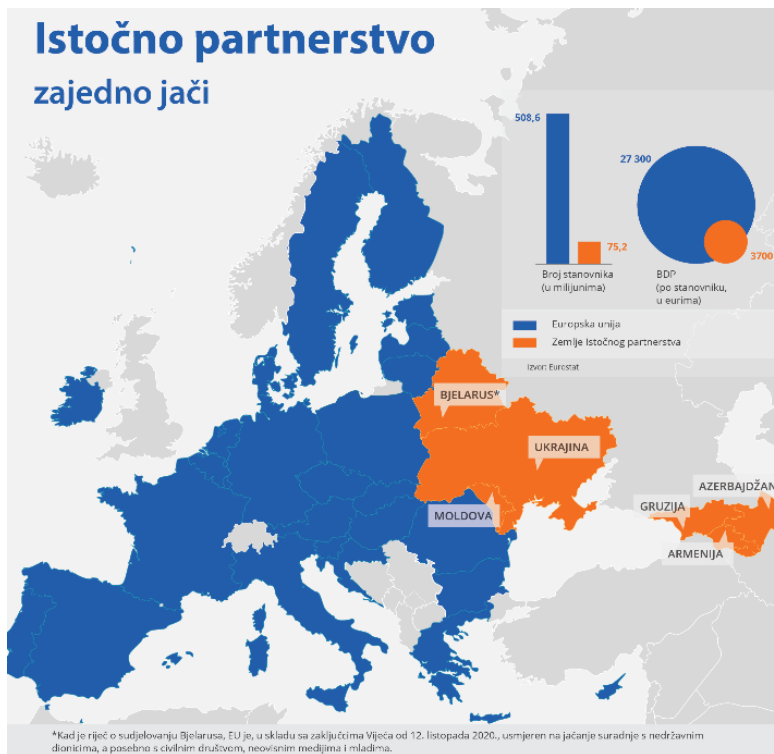 Istočno partnerstvo
zajedno jači
508,6
75,2
Broj stanovnika
(u milijunima)
27 300
3700
BDP
(po stanovniku,
u eurima)
Europska unija
Zemlje Istočnog partnerstva
Izvor: Eurostat
BJELARUS*
UKRAJINA
MOLDOVA
AZERBAJDŽAN
GRUZIJA
ARMENIJA
*Kad je riječ o sudjelovanju Bjelarusa, EU je, u skladu sa zaključcima Vijeća od 12. listopada 2020., usmjeren na jačanje suradnje s nedržavnim
dionicima, a posebno s civilnim društvom, neovisnim medijima i mladima.